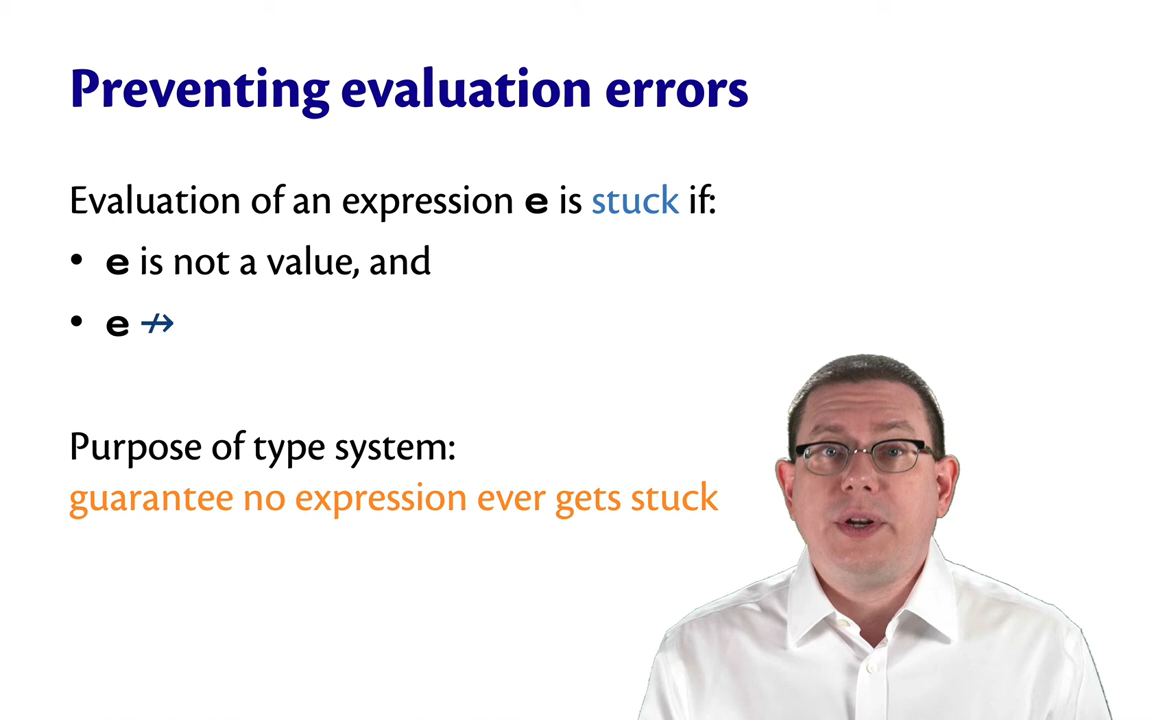 Preventing evaluation errors
Evaluation of an expression e is stuck if:
• e is not a value, and
• e ↛
Purpose of type system:
guarantee no expression ever gets stuck